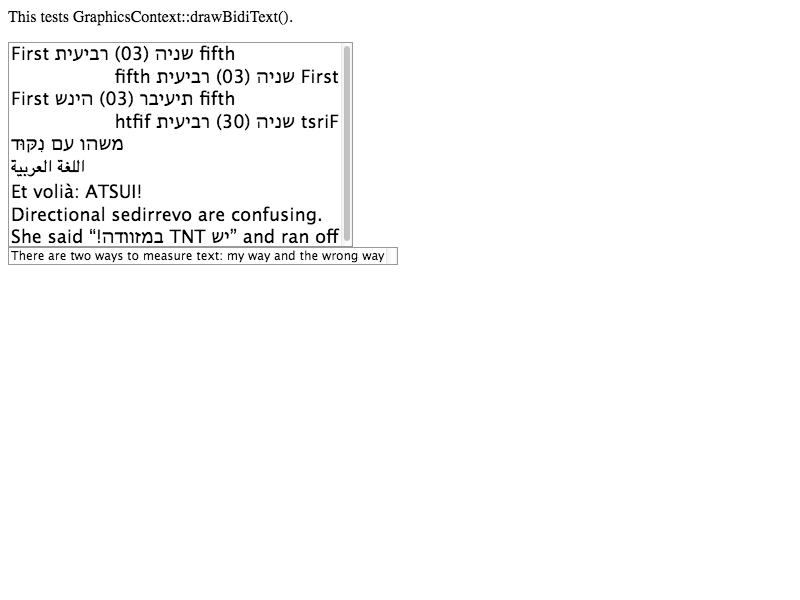 This tests GraphicsContext::drawBidiText().
First שניה (03) רביעית fifth
First שניה (03) רביעית fifth
First תיעיבר (03) הינש fifth
tsriF שניה (30) רביעית htfif
משהו עם נִקּוּד
اللغة العربية
Et volià: ATSUI!
Directional sedirrevo are confusing.
She said “יש TNT במזוודה!” and ran off
There are two ways to measure text: my way and the wrong way